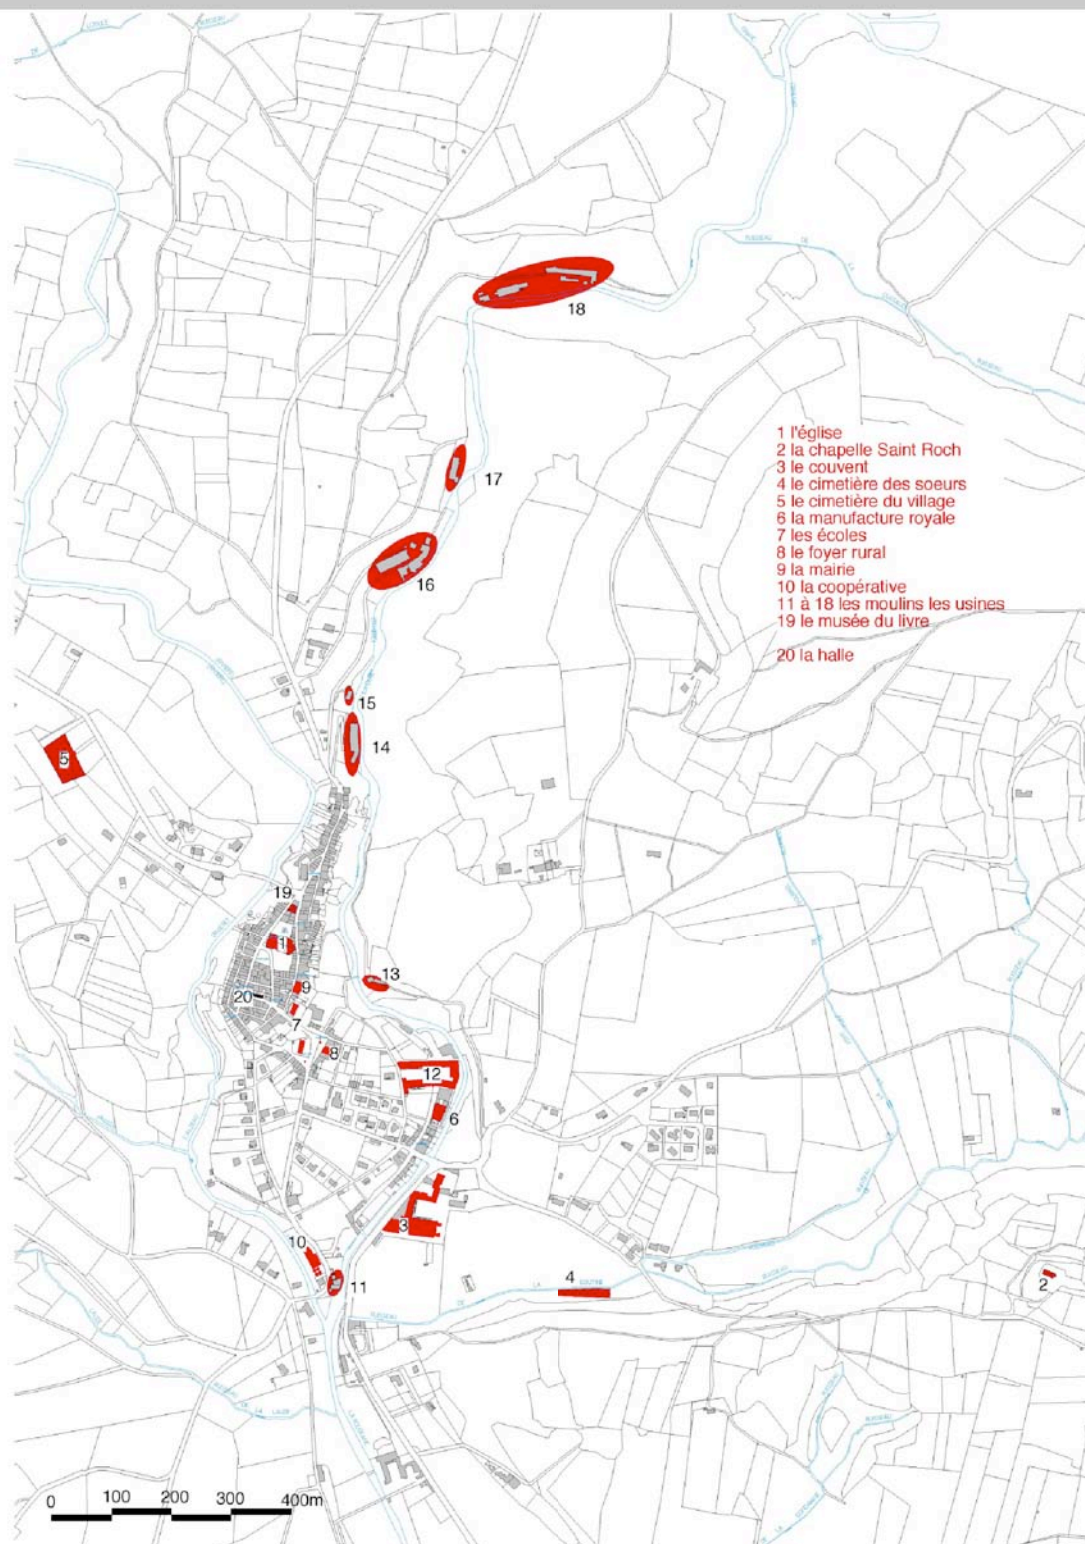 18
17
16
15
14
5
19
1
13
9
20
7
8
12
6
3
10
11
4
2
1 l'église
2 la chapelle Saint Roch
3 le couvent
4 le cimetière des soeurs
5 le cimetière du village
6 la manufacture royale
7 les écoles
8 le foyer rural
9 la mairie
10 la coopérative
11 à 18 les moulins les usines
19 le musée du livre
20 la halle
0 100 200 300 400m